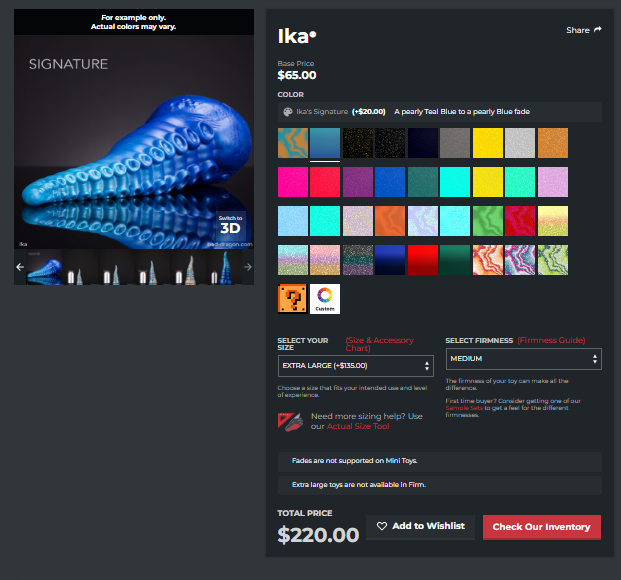 For example only.
Actual colors may vary.
SIGNATURE
Switch to
3D
Ika
bad-dragon.com
Ika
Share
Base Price
$65.00
COLOR
Ika's Signature (+$20.00) A pearly Teal Blue to a pearly Blue fade
?
Custom
SELECT YOUR SIZE (Size & Accessory Chart)
EXTRA LARGE (+$135.00)
Choose a size that fits your intended use and level
of experience.
Need more sizing help? Use
our Actual Size Tool
SELECT FIRMNESS (Firmness Guide)
MEDIUM
The firmness of your toy can make all the
difference.
First time buyer? Consider getting one of our
Sample Sets to get a feel for the different
firmnesses.
Fades are not supported on Mini Toys.
Extra large toys are not available in Firm.
TOTAL PRICE
$220.00
Add to Wishlist
Check Our Inventory